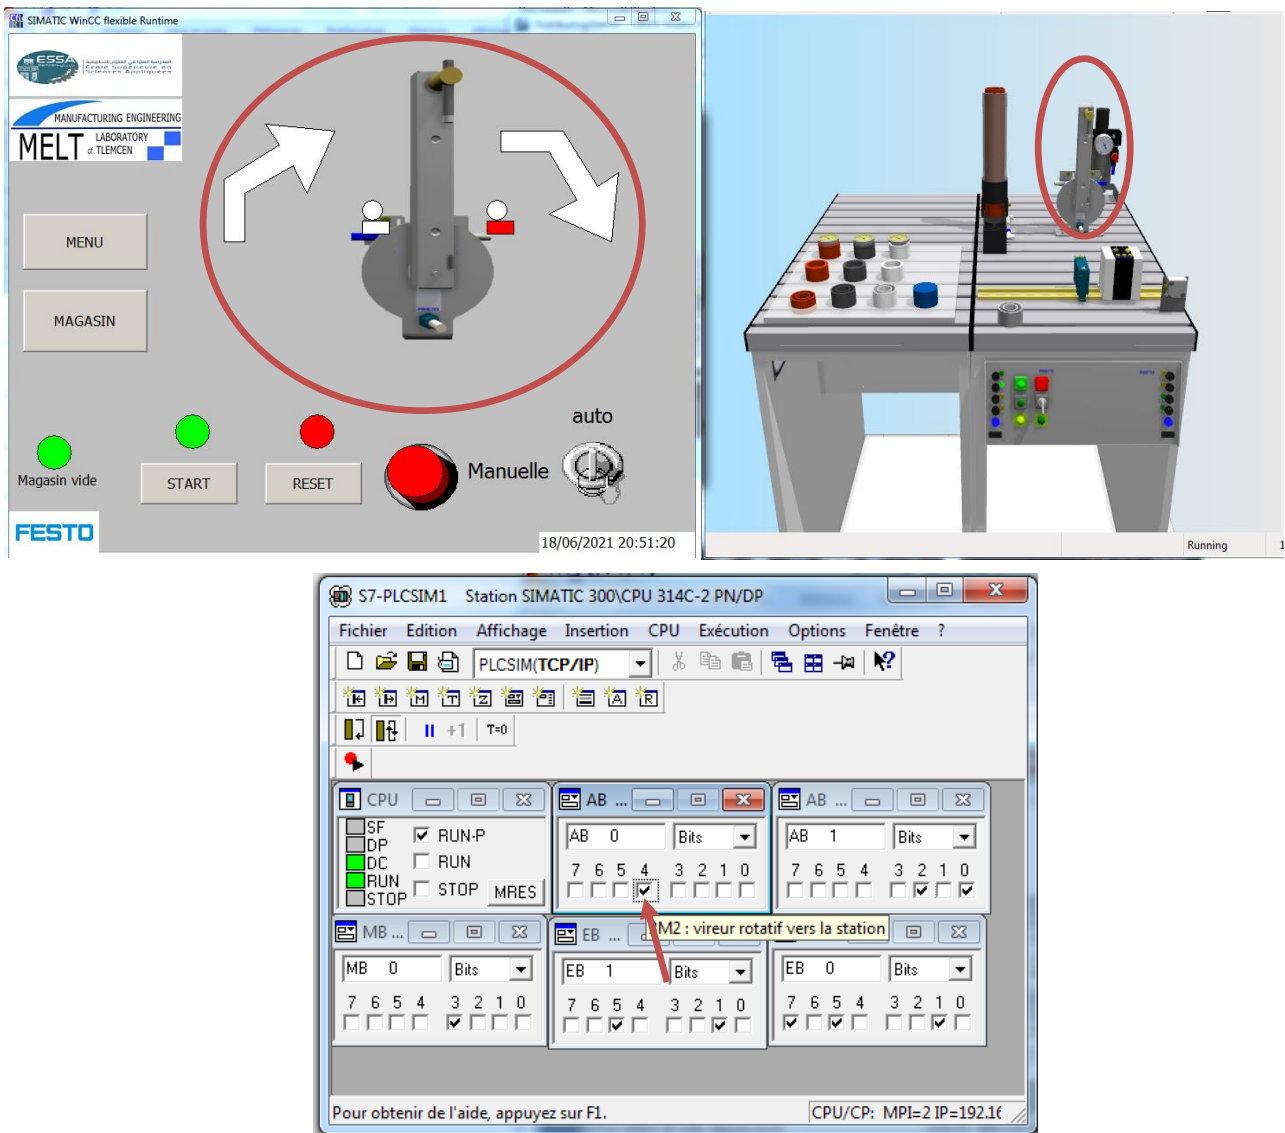 SIMATIC WinCC flexible Runtime
ESSA
MANUFACTURING ENGINEERING
MELT LABORATORY
of TLEMCEN
MENU
MAGASIN
Magasin vide
START
RESET
Manuelle
auto
FESTO
18/06/2021 20:51:20
Running
S7-PLCSIM1 Station SIMATIC 300\CPU 314C-2 PN/DP
Fichier Edition Affichage Insertion CPU Exécution Options Fenêtre ?
PLCSIM(TCP/IP)
+1 T=0
CPU
SF
DP
DC
RUN
STOP
RUN-P
RUN
STOP
MRES
AB ...
AB 0 Bits
7 6 5 4 3 2 1 0
AB ...
AB 1 Bits
7 6 5 4 3 2 1 0
M2 : vireur rotatif vers la station
MB ...
MB 0 Bits
7 6 5 4 3 2 1 0
EB ...
EB 1 Bits
7 6 5 4 3 2 1 0
EB 0 Bits
7 6 5 4 3 2 1 0
Pour obtenir de l'aide, appuyez sur F1.
CPU/CP: MPI=2 IP=192.16